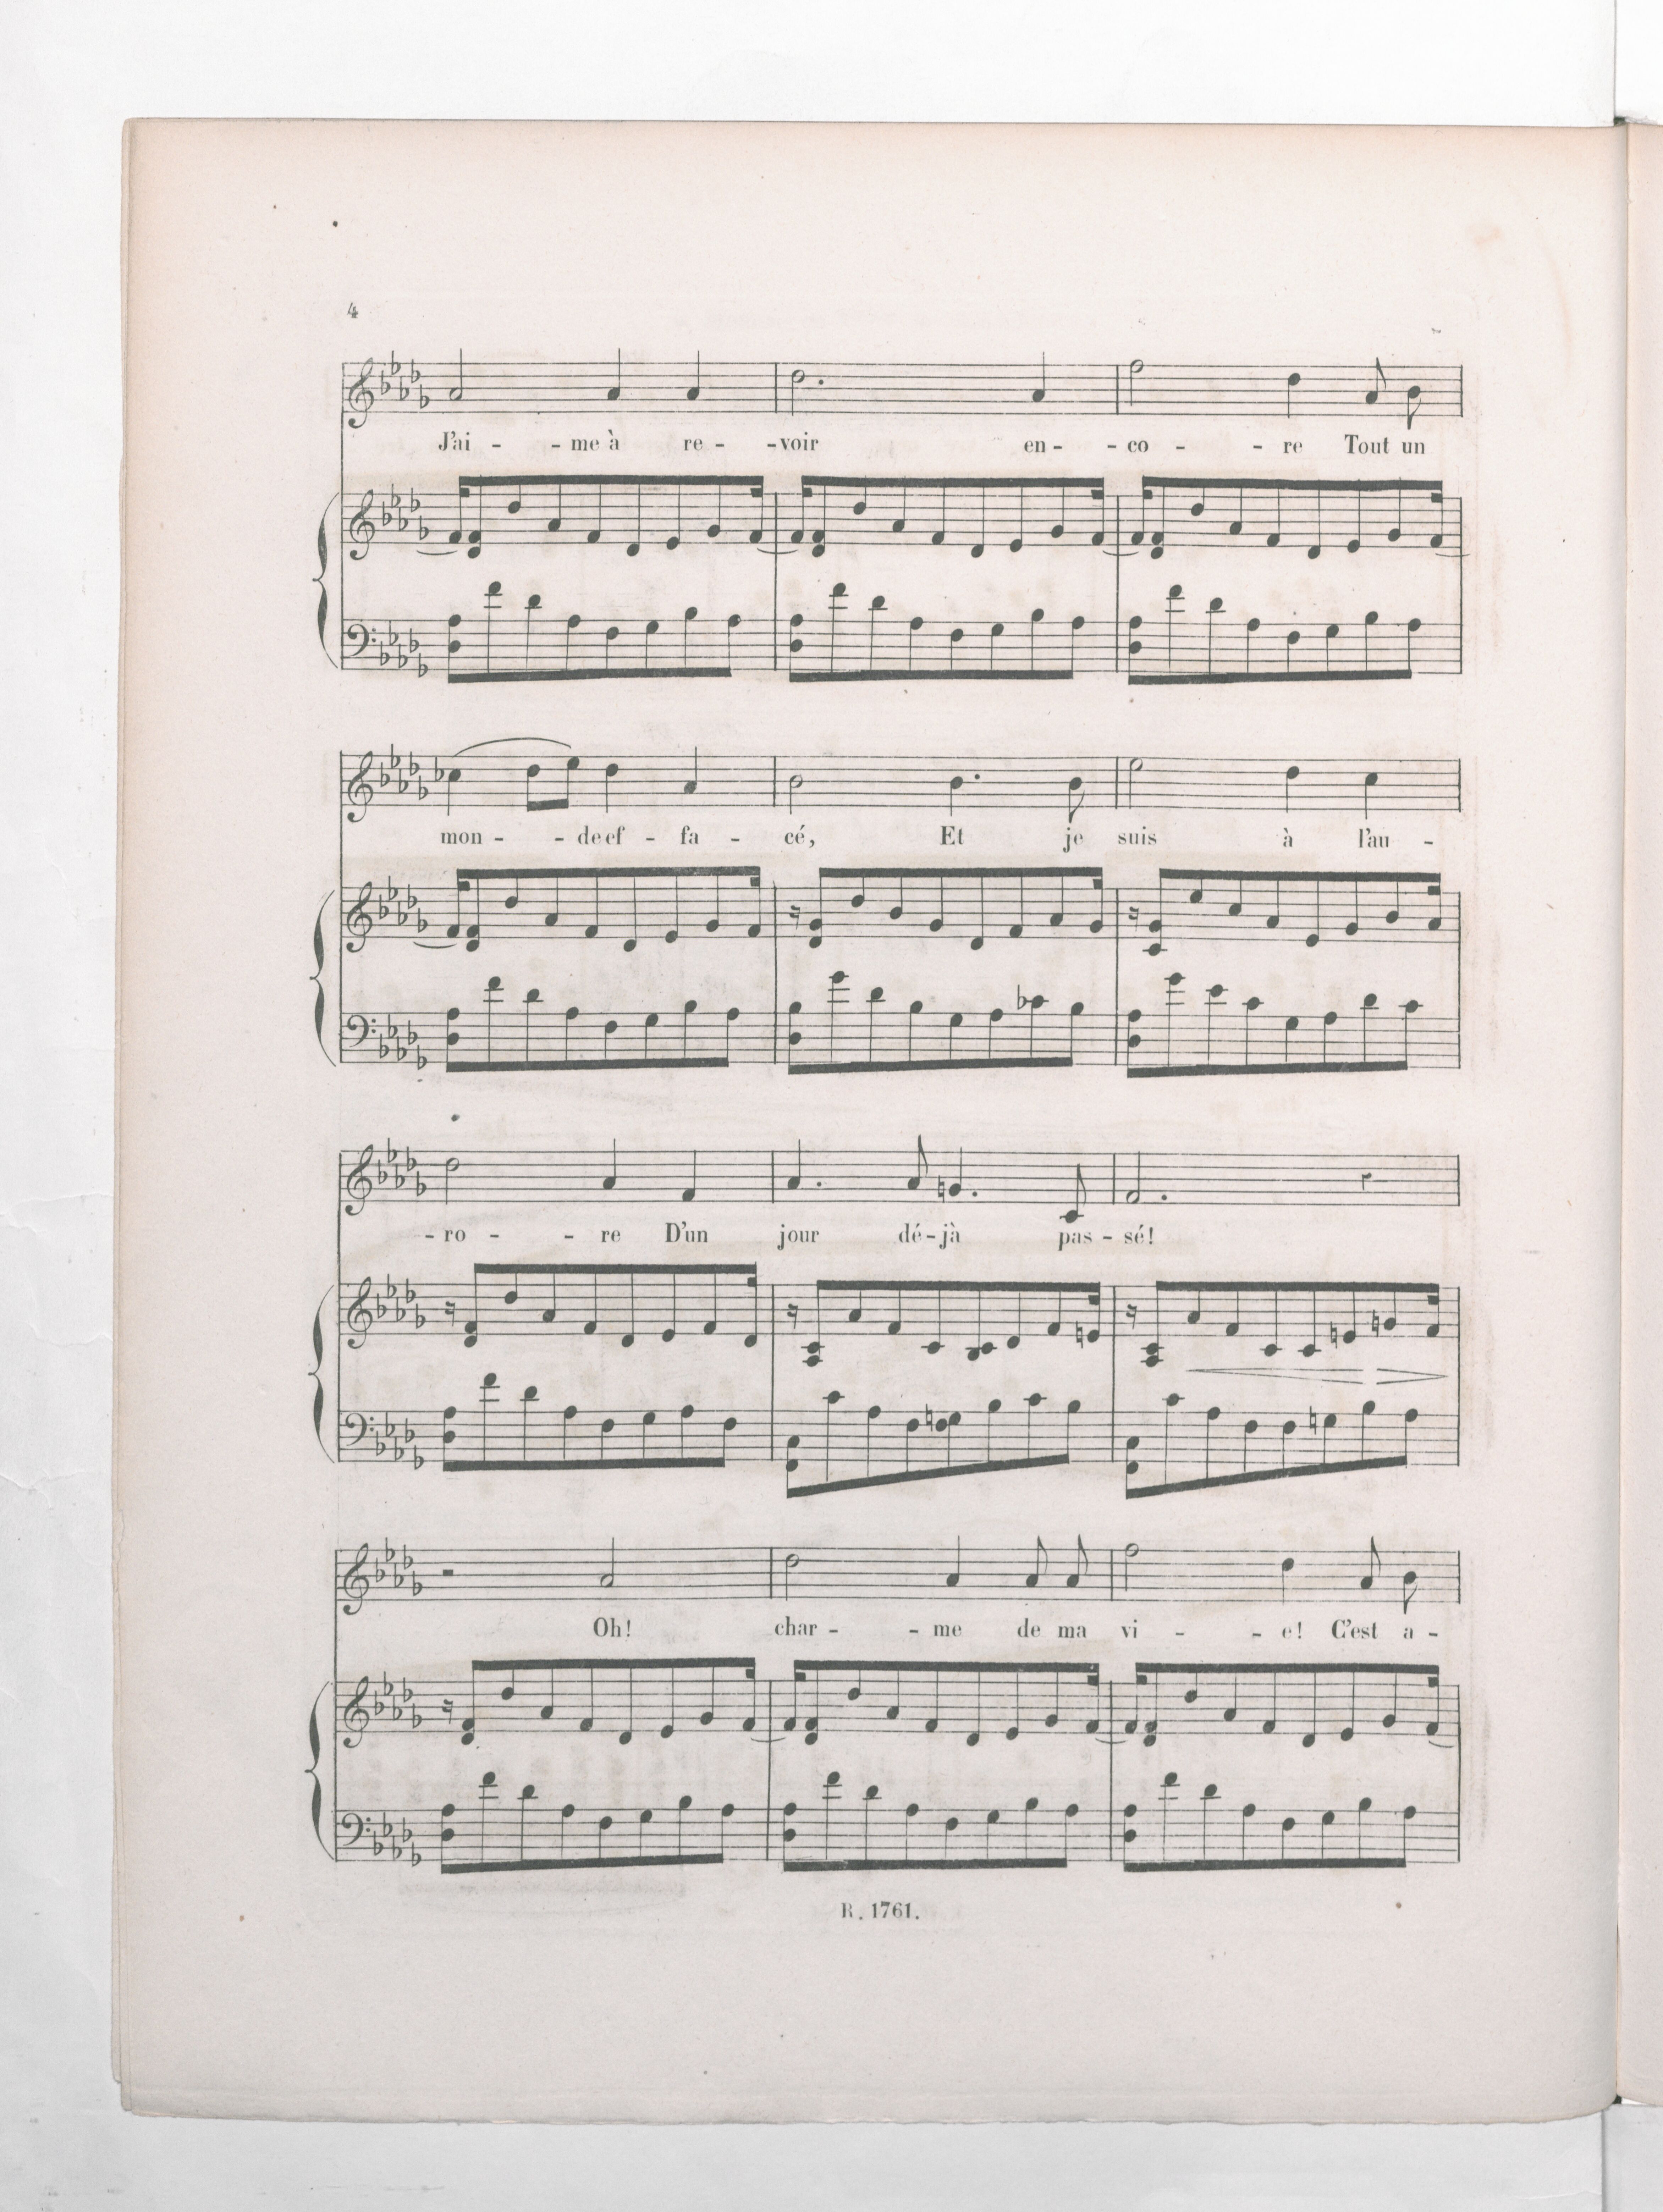 4
J'ai - - me à re - - voir en - - co - - re Tout un
mon - - de ef - fa - cé, Et je suis à l'au -
- ro - - re D'un jour dé - jà pas - sé!
Oh! char - - me de ma vi - - e! C'est a -
R. 1761.